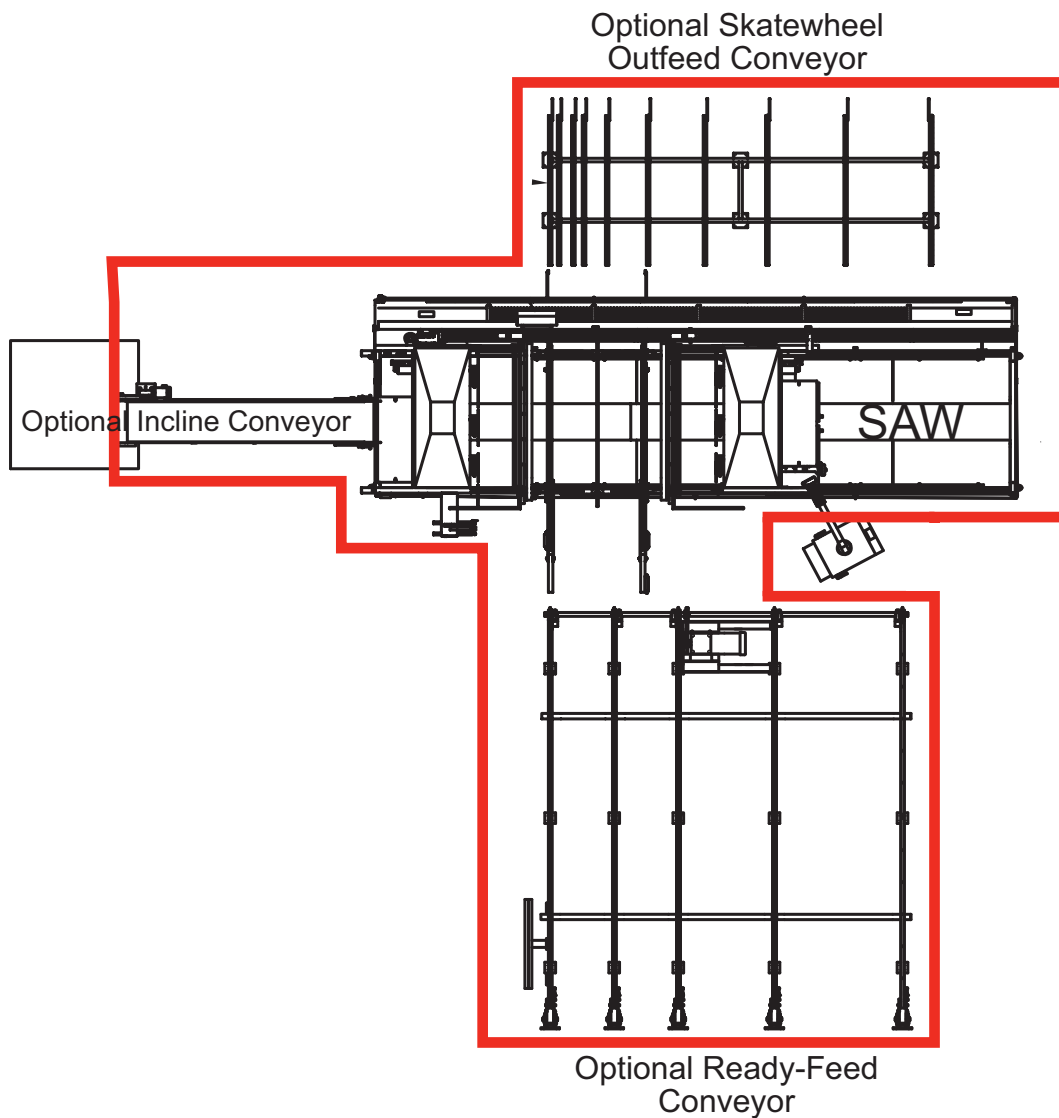 Optional Skatewheel
Outfeed Conveyor
Optional Incline Conveyor
SAW
Optional Ready-Feed
Conveyor